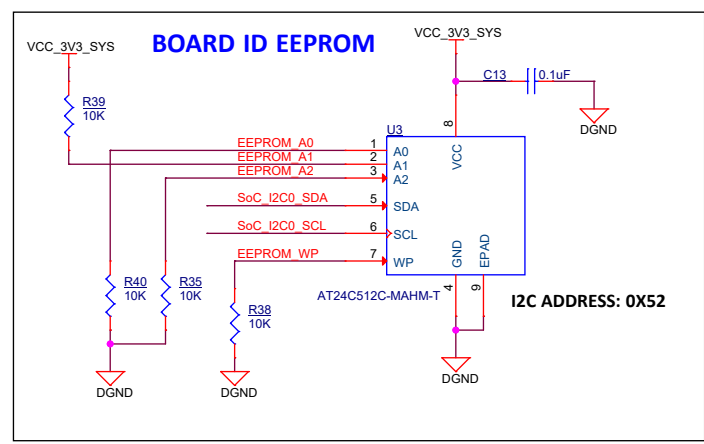 BOARD ID EEPROM
VCC_3V3_SYS
VCC_3V3_SYS
C13
0.1uF
DGND
R39
10K
U3
8
VCC
EEPROM_A0
1
A0
EEPROM_A1
2
A1
EEPROM_A2
3
A2
SoC_I2C0_SDA
5
SDA
SoC_I2C0_SCL
6
SCL
EEPROM_WP
7
WP
GND
EPAD
4
9
R40
10K
R35
10K
R38
10K
AT24C512C-MAHM-T
I2C ADDRESS: 0X52
DGND
DGND
DGND